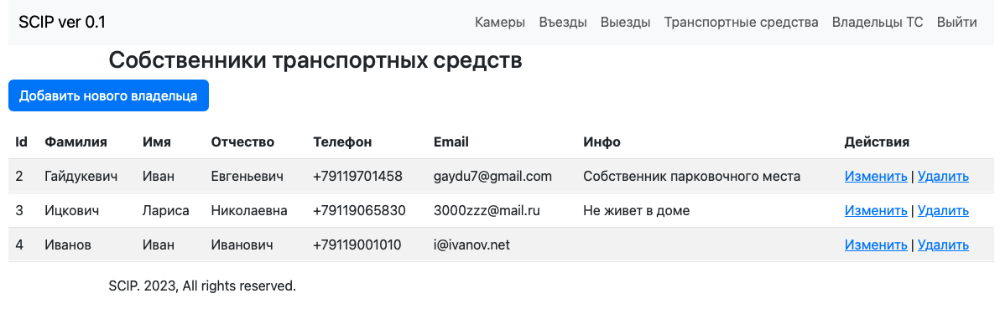 SCIP ver 0.1 Камеры Въезды Выезды Транспортные средства Владельцы ТС Выйти
Собственники транспортных средств
Добавить нового владельца
Id Фамилия Имя Отчество Телефон Email Инфо Действия
2 Гайдукевич Иван Евгеньевич +79119701458 gaydu7@gmail.com Собственник парковочного места Изменить | Удалить
3 Ицкович Лариса Николаевна +79119065830 3000zzz@mail.ru Не живет в доме Изменить | Удалить
4 Иванов Иван Иванович +79119001010 i@ivanov.net Изменить | Удалить
SCIP. 2023, All rights reserved.